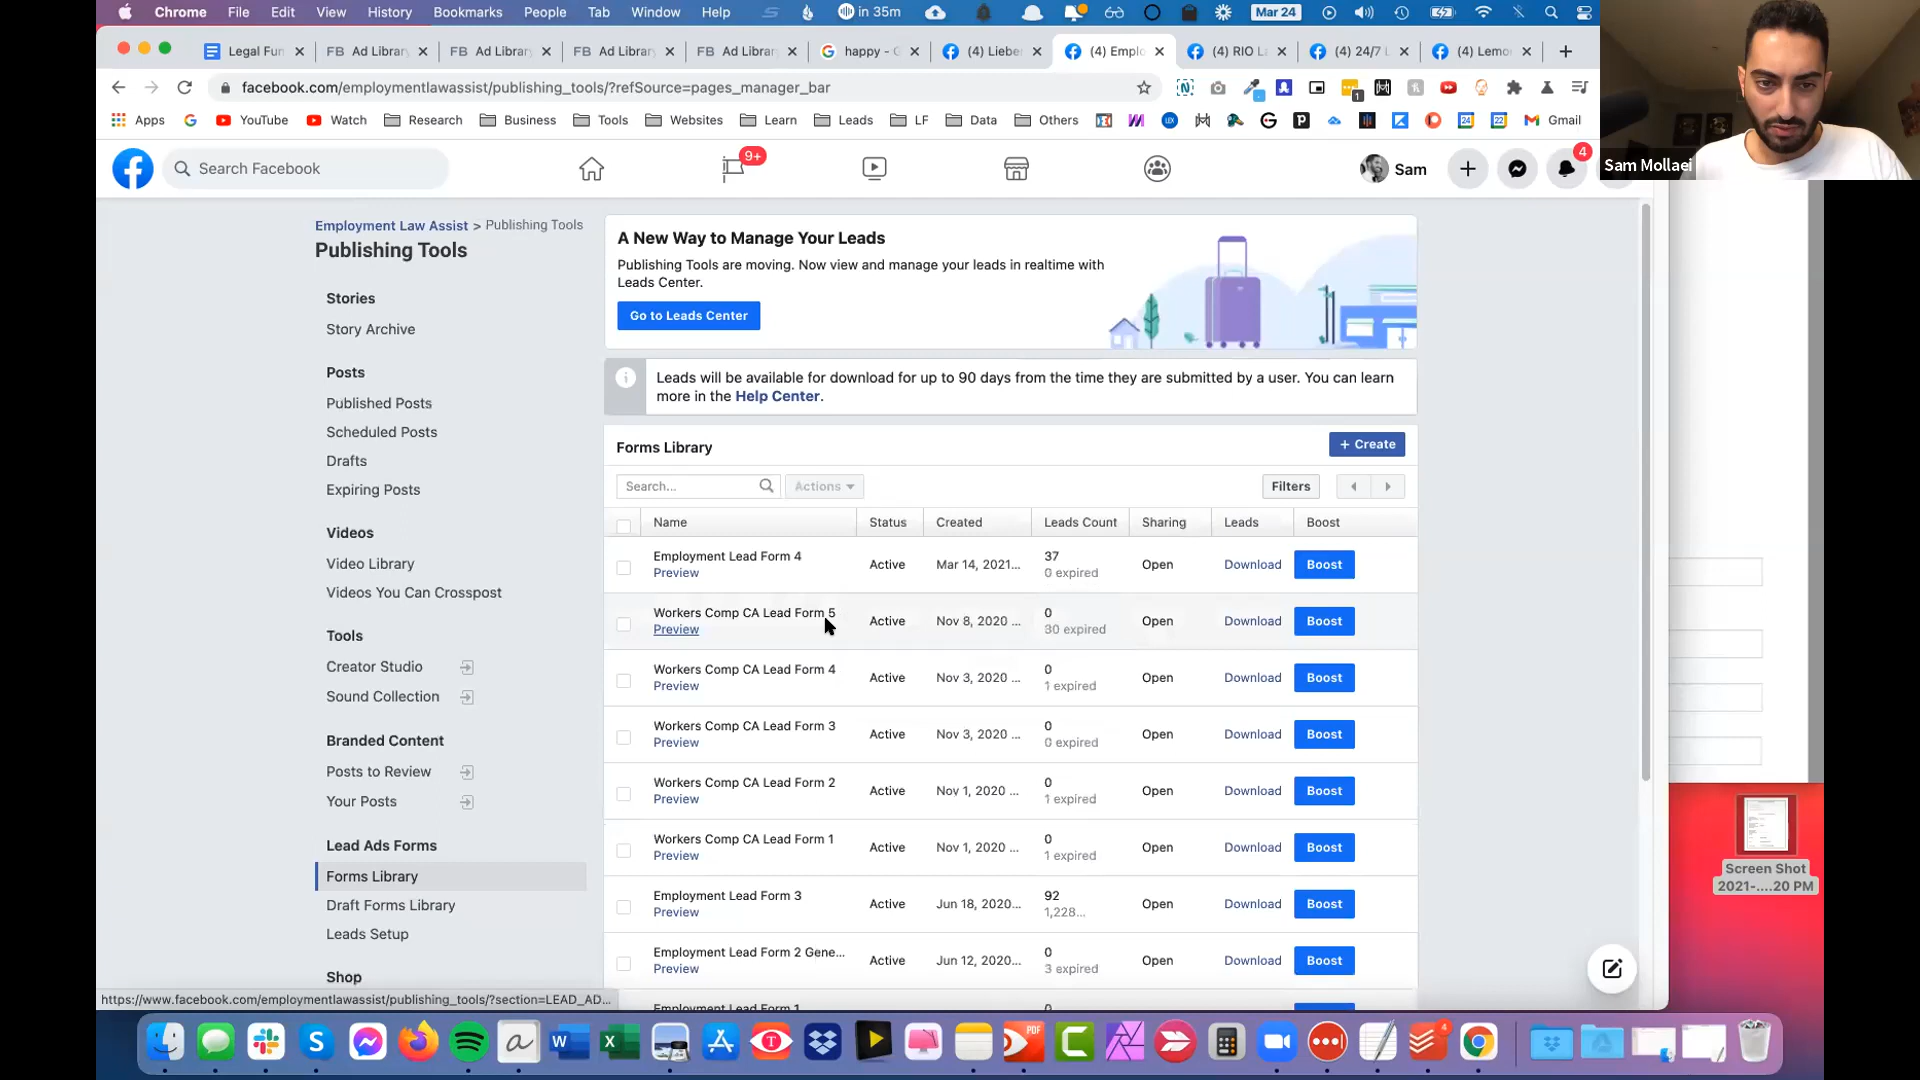 Chrome File Edit View History Bookmarks People Tab Window Help in 35m Mar 24
Legal Fun FB Ad Library FB Ad Library FB Ad Library FB Ad Librar happy - G (4) Lieber (4) Emplo (4) RIO L (4) 24/7 L (4) Lemo
facebook.com/employmentlawassist/publishing_tools/?refSource=pages_manager_bar
Apps YouTube Watch Research Business Tools Websites Learn Leads LF Data Others Gmail
Sam Mollaei
Search Facebook 9+ Sam 4
Employment Law Assist > Publishing Tools
Publishing Tools
Stories
Story Archive
Posts
Published Posts
Scheduled Posts
Drafts
Expiring Posts
Videos
Video Library
Videos You Can Crosspost
Tools
Creator Studio
Sound Collection
Branded Content
Posts to Review
Your Posts
Lead Ads Forms
Forms Library
Draft Forms Library
Leads Setup
Shop
A New Way to Manage Your Leads
Publishing Tools are moving. Now view and manage your leads in realtime with
Leads Center.
Go to Leads Center
Leads will be available for download for up to 90 days from the time they are submitted by a user. You can learn
more in the Help Center.
Forms Library + Create
Search... Actions Filters
Name Status Created Leads Count Sharing Leads Boost
Employment Lead Form 4 Active Mar 14, 2021... 37 Open Download Boost
Preview 0 expired
Workers Comp CA Lead Form 5 Active Nov 8, 2020 ... 0 Open Download Boost
Preview 30 expired
Workers Comp CA Lead Form 4 Active Nov 3, 2020 ... 0 Open Download Boost
Preview 1 expired
Workers Comp CA Lead Form 3 Active Nov 3, 2020 ... 0 Open Download Boost
Preview 0 expired
Workers Comp CA Lead Form 2 Active Nov 1, 2020 ... 0 Open Download Boost
Preview 1 expired
Workers Comp CA Lead Form 1 Active Nov 1, 2020 ... 0 Open Download Boost
Preview 1 expired
Employment Lead Form 3 Active Jun 18, 2020... 92 Open Download Boost
Preview 1,228...
Employment Lead Form 2 Gene... Active Jun 12, 2020... 0 Open Download Boost
Preview 3 expired
Employment Lead Form 1 0
https://www.facebook.com/employmentlawassist/publishing_tools/?section=LEAD_AD...
Screen Shot
2021-....20 PM